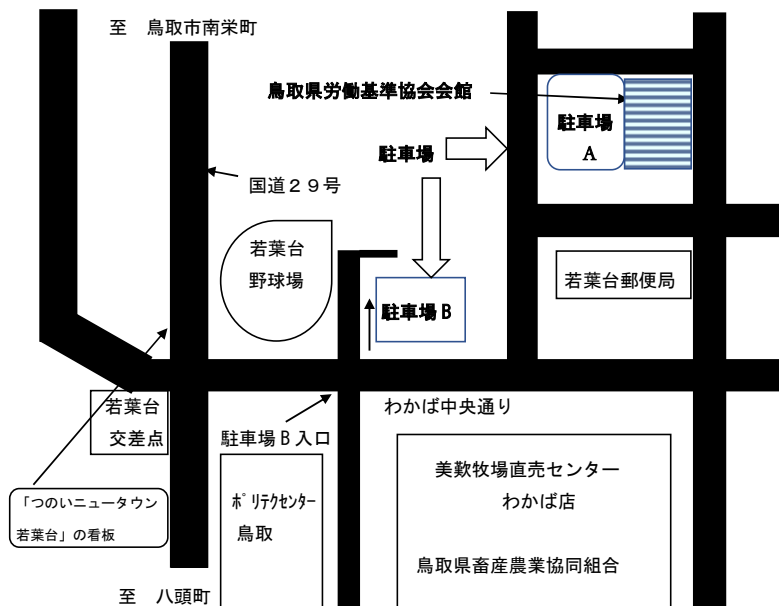 至　鳥取市南栄町
鳥取県労働基準協会会館
駐車場
A
駐車場
国道２９号
若葉台
野球場
若葉台郵便局
駐車場Ｂ
若葉台
交差点
駐車場Ｂ入口
わかば中央通り
「つのいニュータウン
若葉台」の看板
ﾎﾟﾘﾃｸｾﾝﾀｰ
鳥取
美歎牧場直売センター
わかば店
鳥取県畜産農業協同組合
至　八頭町